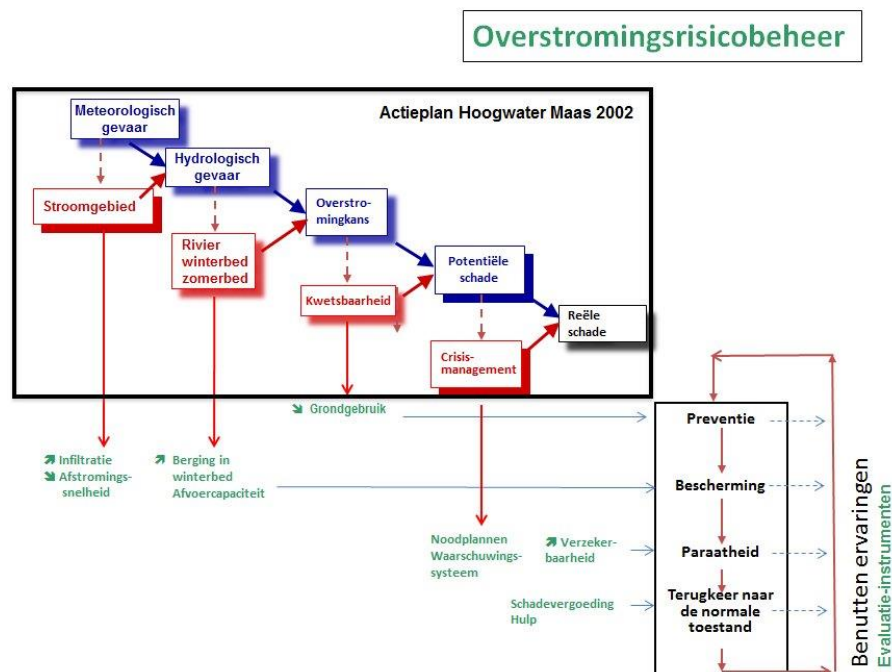 Overstromingsrisicobeheer
Actieplan Hoogwater Maas 2002
Meteorologisch
gevaar
Hydrologisch
gevaar
Stroomgebied
Overstro-
mingkans
Rivier
winterbed
zomerbed
Potentiële
schade
Kwetsbaarheid
Reële
schade
Crisis-
management
Grondgebruik
Preventie
Infiltratie
Afstromings-
snelheid
Berging in
winterbed
Afvoercapaciteit
Bescherming
Noodplannen
Waarschuwings-
systeem
Verzeker-
baarheid
Paraatheid
Schadevergoeding
Hulp
Terugkeer naar
de normale
toestand
Benutten ervaringen
Evaluatie-instrumenten